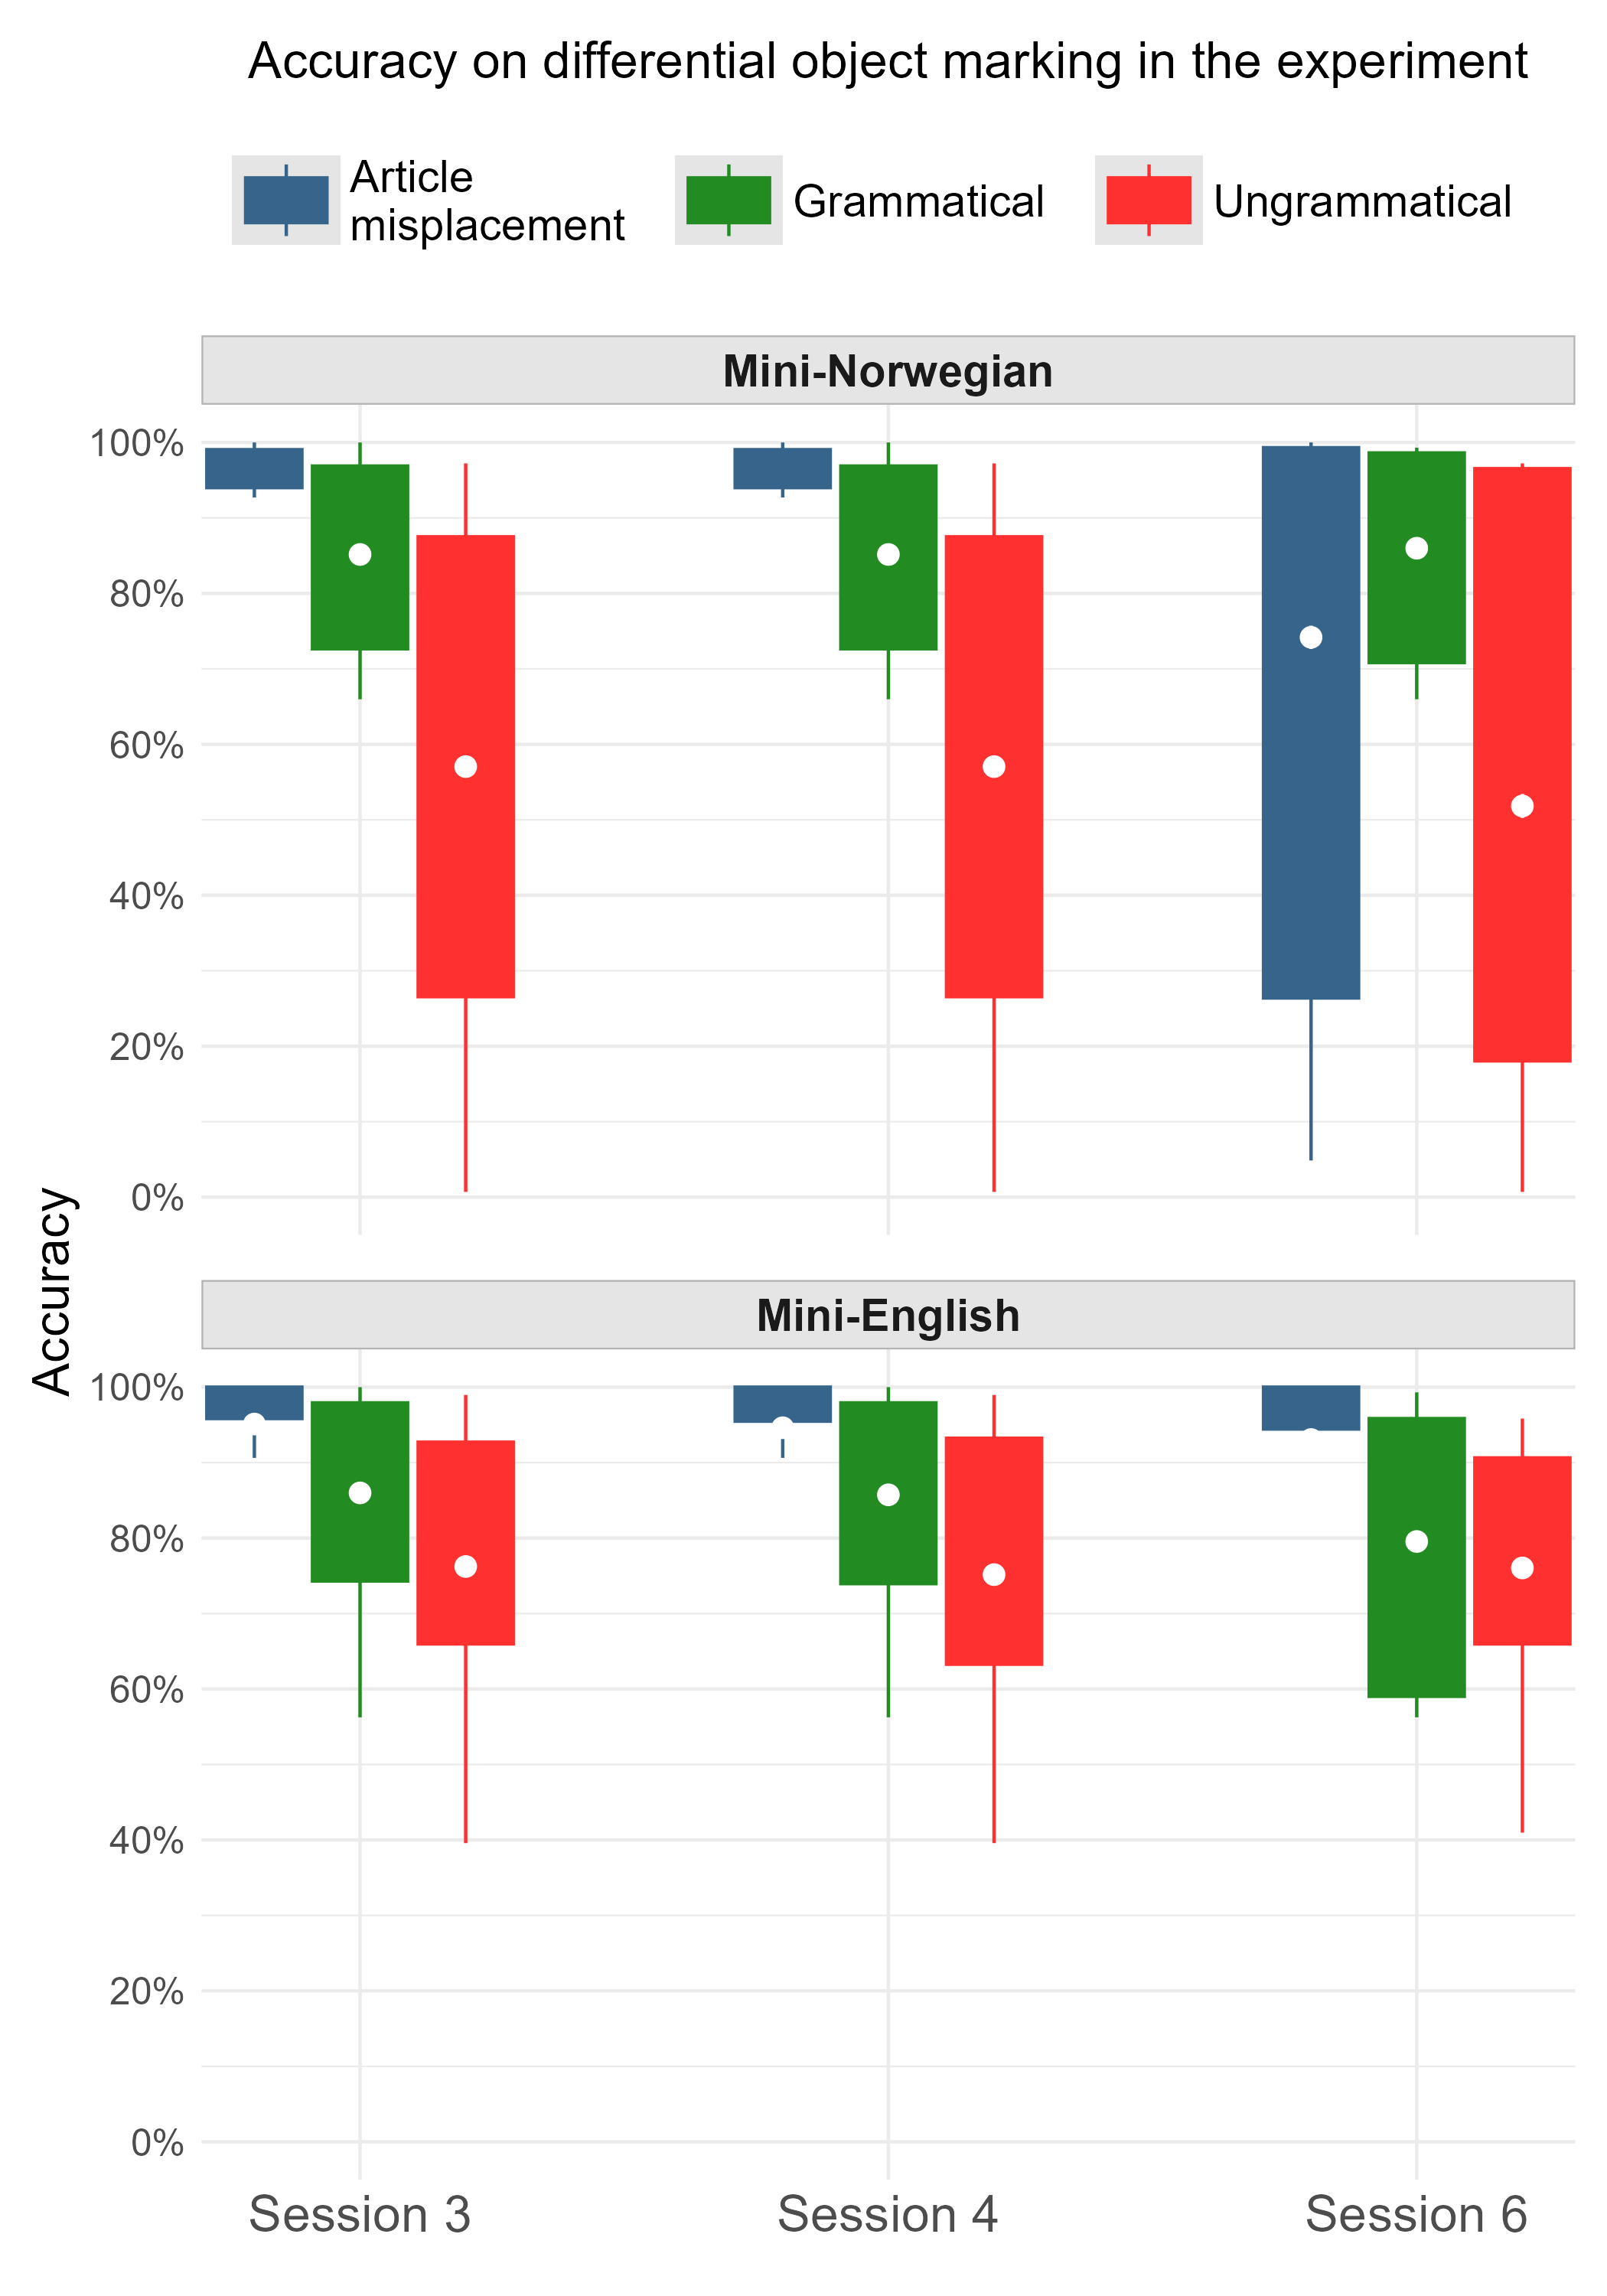 Accuracy on differential object marking in the experiment
Article
misplacement
Grammatical
Ungrammatical
Mini-Norwegian
100%
80%
60%
40%
20%
0%
Accuracy
Mini-English
100%
80%
60%
40%
20%
0%
Session 3
Session 4
Session 6